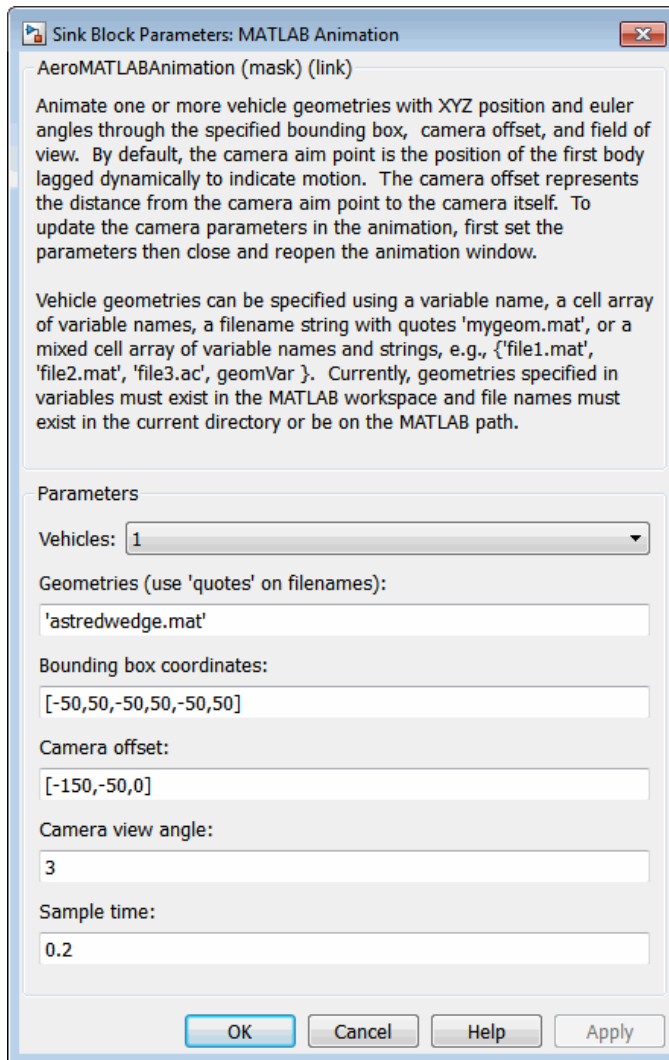 Sink Block Parameters: MATLAB Animation
AeroMATLABAnimation (mask) (link)
Animate one or more vehicle geometries with XYZ position and euler
angles through the specified bounding box, camera offset, and field of
view. By default, the camera aim point is the position of the first body
lagged dynamically to indicate motion. The camera offset represents
the distance from the camera aim point to the camera itself. To
update the camera parameters in the animation, first set the
parameters then close and reopen the animation window.
Vehicle geometries can be specified using a variable name, a cell array
of variable names, a filename string with quotes 'mygeom.mat', or a
mixed cell array of variable names and strings, e.g., {'file1.mat',
'file2.mat', 'file3.ac', geomVar }. Currently, geometries specified in
variables must exist in the MATLAB workspace and file names must
exist in the current directory or be on the MATLAB path.
Parameters
Vehicles: 1
Geometries (use 'quotes' on filenames):
'astredwedge.mat'
Bounding box coordinates:
[-50,50,-50,50,-50,50]
Camera offset:
[-150,-50,0]
Camera view angle:
3
Sample time:
0.2
OK Cancel Help Apply